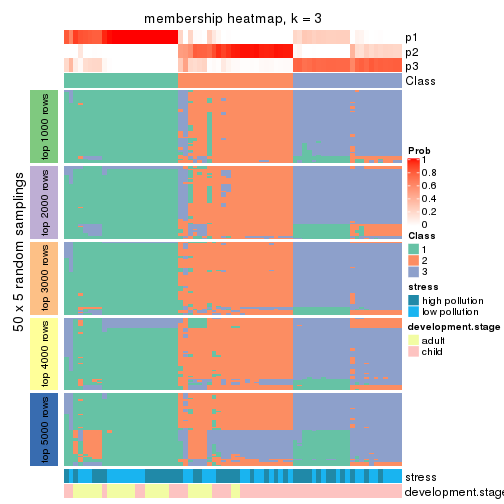 membership heatmap, k = 3
p1
p2
p3
Class
50 x 5 random samplings
top 1000 rows
top 2000 rows
top 3000 rows
top 4000 rows
top 5000 rows
stress
development.stage
Prob
1
0.8
0.6
0.4
0.2
0
Class
1
2
3
stress
high pollution
low pollution
development.stage
adult
child